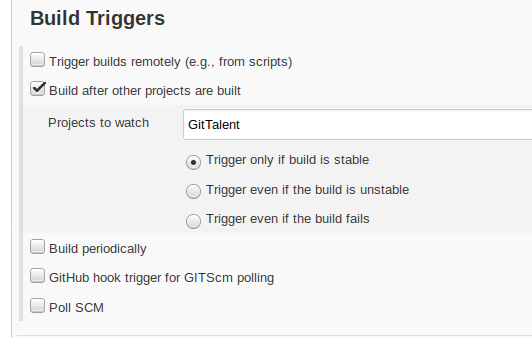 Build Triggers
Trigger builds remotely (e.g., from scripts)
Build after other projects are built
Projects to watch GitTalent
Trigger only if build is stable
Trigger even if the build is unstable
Trigger even if the build fails
Build periodically
GitHub hook trigger for GITScm polling
Poll SCM